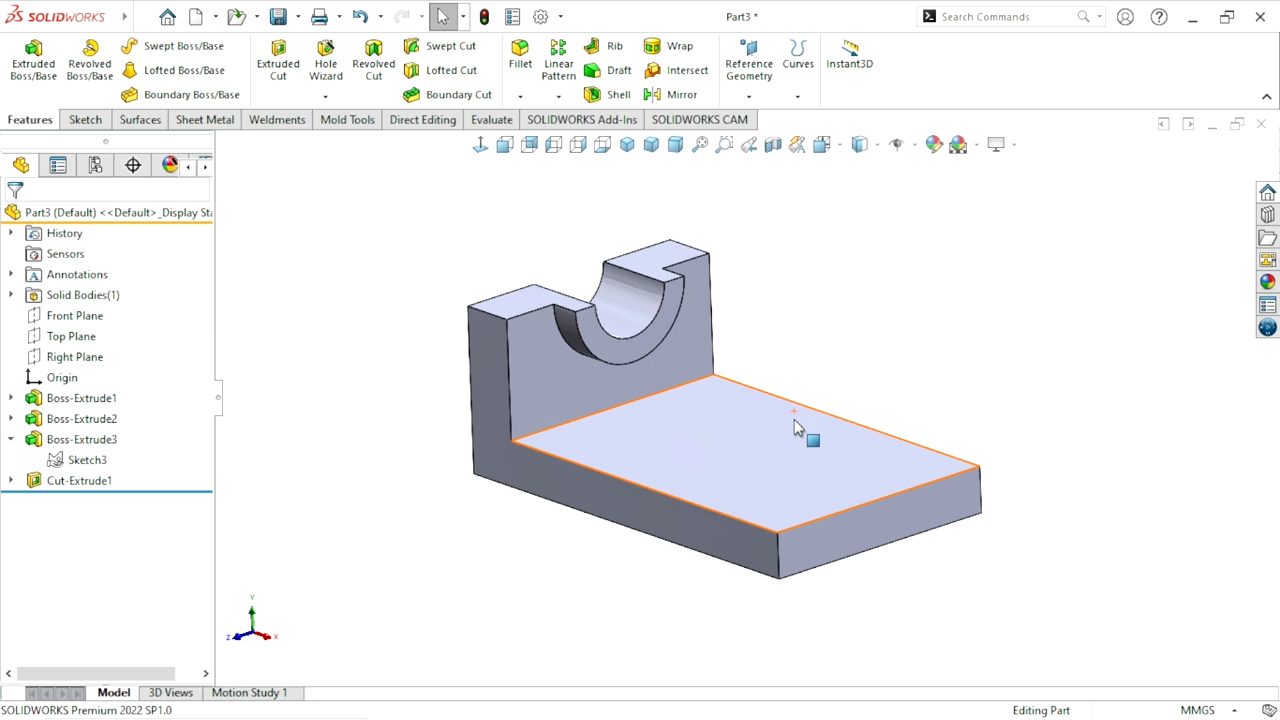 SOLIDWORKS
Part3 *
Search Commands
Extruded Boss/Base
Revolved Boss/Base
Swept Boss/Base
Lofted Boss/Base
Boundary Boss/Base
Extruded Cut
Hole Wizard
Revolved Cut
Swept Cut
Lofted Cut
Boundary Cut
Fillet
Linear Pattern
Rib
Draft
Shell
Wrap
Intersect
Mirror
Reference Geometry
Curves
Instant3D
Features
Sketch
Surfaces
Sheet Metal
Weldments
Mold Tools
Direct Editing
Evaluate
SOLIDWORKS Add-Ins
SOLIDWORKS CAM
Part3 (Default) <<Default>_Display Sta
History
Sensors
Annotations
Solid Bodies(1)
Front Plane
Top Plane
Right Plane
Origin
Boss-Extrude1
Boss-Extrude2
Boss-Extrude3
Sketch3
Cut-Extrude1
Y
Z
X
Model
3D Views
Motion Study 1
SOLIDWORKS Premium 2022 SP1.0
Editing Part
MMGS